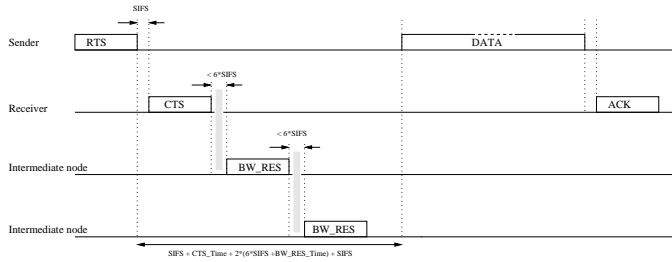 SIFS
Sender
RTS
DATA
< 6*SIFS
Receiver
CTS
ACK
< 6*SIFS
Intermediate node
BW_RES
Intermediate node
BW_RES
SIFS + CTS_Time + 2*(6*SIFS +BW_RES_Time) + SIFS